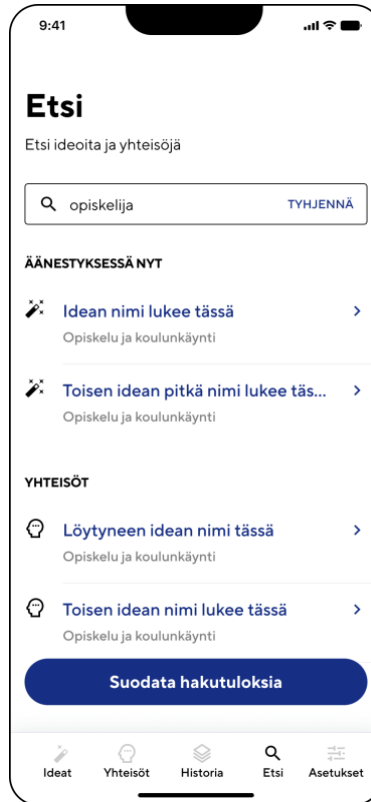 9:41
Etsi
Etsi ideoita ja yhteisöjä
opiskelija TYHJENNÄ
ÄÄNESTYKSESSÄ NYT
Idean nimi lukee tässä
Opiskelu ja koulunkäynti
Toisen idean pitkä nimi lukee täs...
Opiskelu ja koulunkäynti
YHTEISÖT
Löytyneen idean nimi tässä
Opiskelu ja koulunkäynti
Toisen idean nimi lukee tässä
Opiskelu ja koulunkäynti
Suodata hakutuloksia
Ideat Yhteisöt Historia Etsi Asetukset